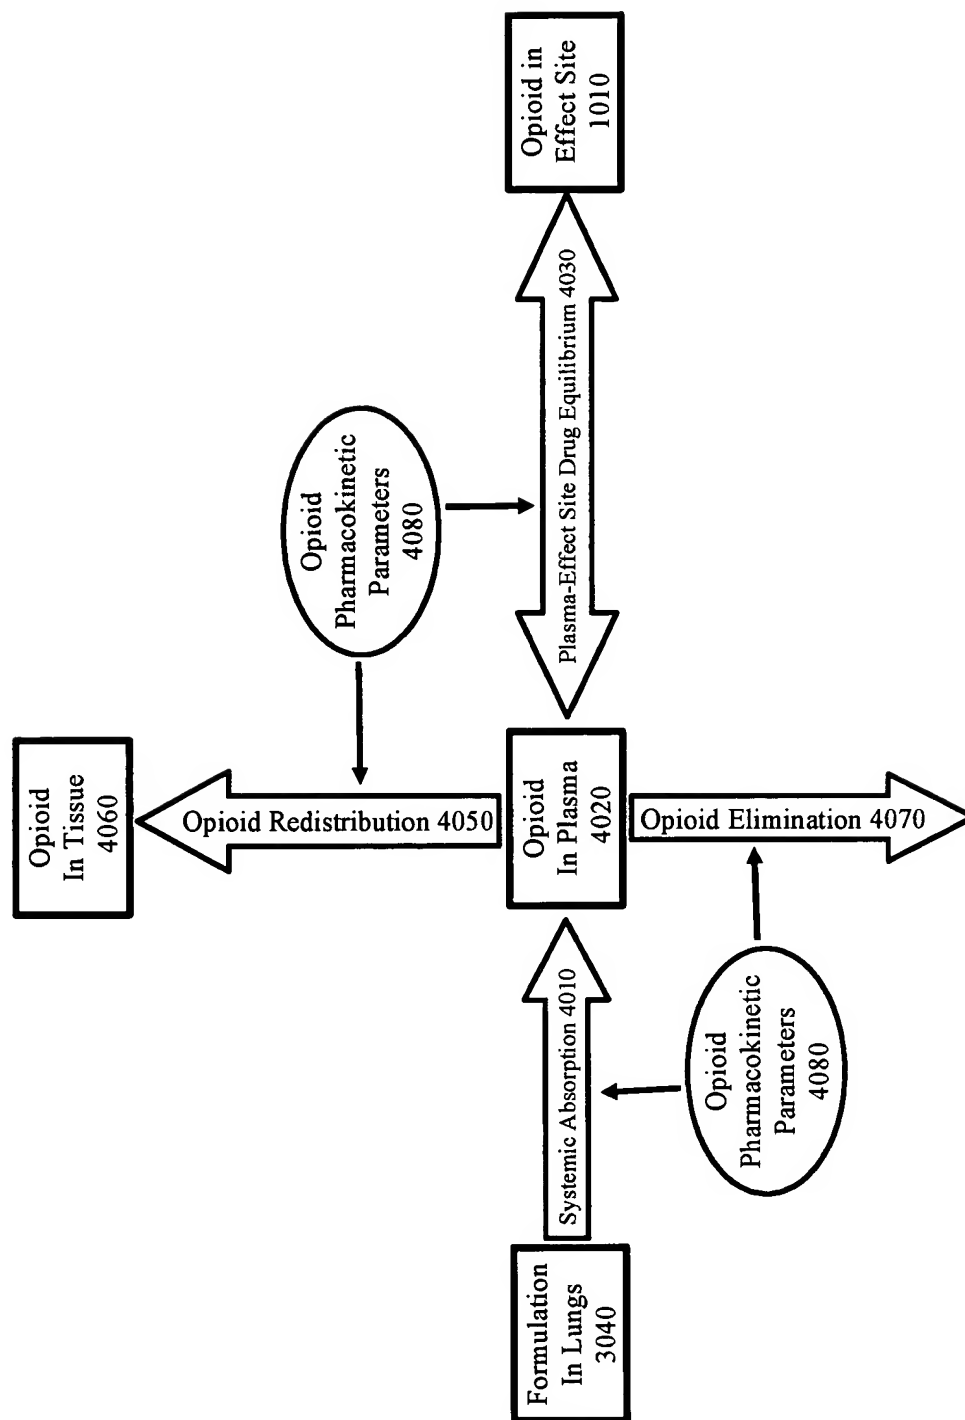 Opioid
In Tissue
4060
Opioid Redistribution 4050
Opioid
Pharmacokinetic
Parameters
4080
Formulation
In Lungs
3040
Systemic Absorption 4010
Opioid
In Plasma
4020
Plasma-Effect Site Drug Equilibrium 4030
Opioid in
Effect Site
1010
Opioid
Pharmacokinetic
Parameters
4080
Opioid Elimination 4070